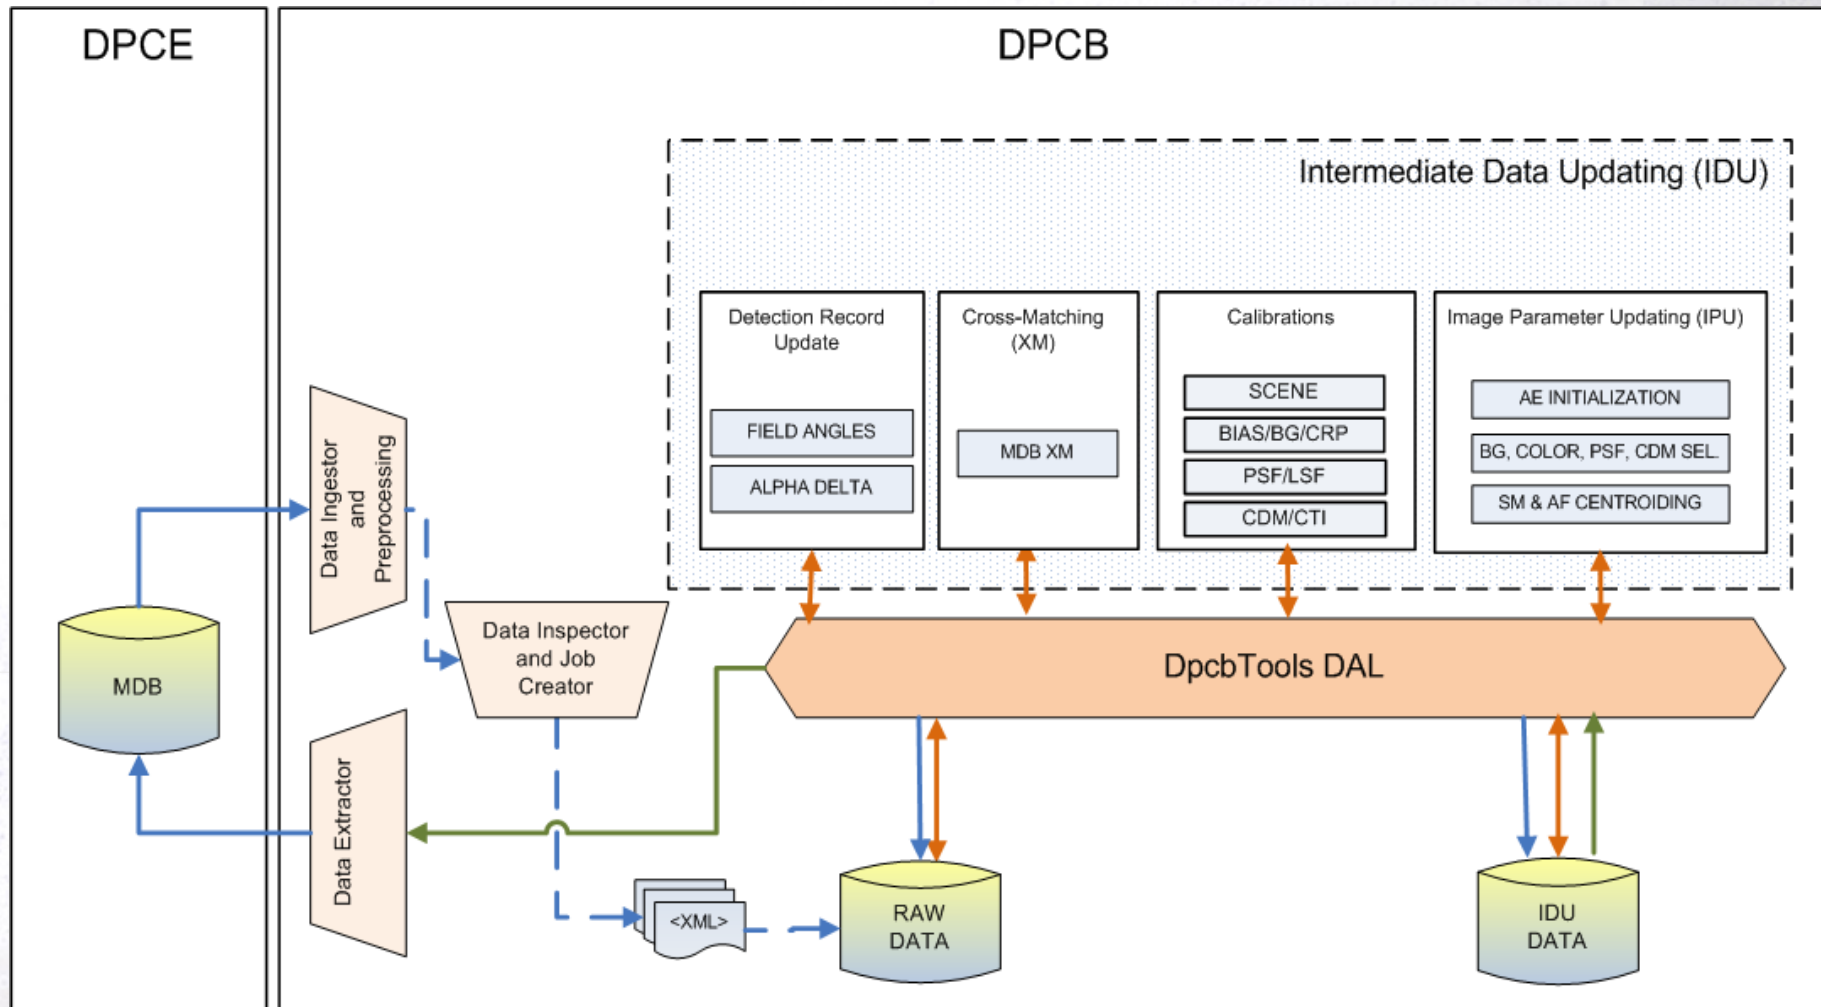 DPCE
DPCB
Intermediate Data Updating (IDU)
Detection Record
Update
FIELD ANGLES
ALPHA DELTA
Cross-Matching
(XM)
MDB XM
Calibrations
SCENE
BIAS/BG/CRP
PSF/LSF
CDM/CTI
Image Parameter Updating (IPU)
AE INITIALIZATION
BG, COLOR, PSF, CDM SEL.
SM & AF CENTROIDING
Data Ingestor
and
Preprocessing
Data Inspector
and Job
Creator
MDB
DpcbTools DAL
Data Extractor
<XML>
RAW
DATA
IDU
DATA